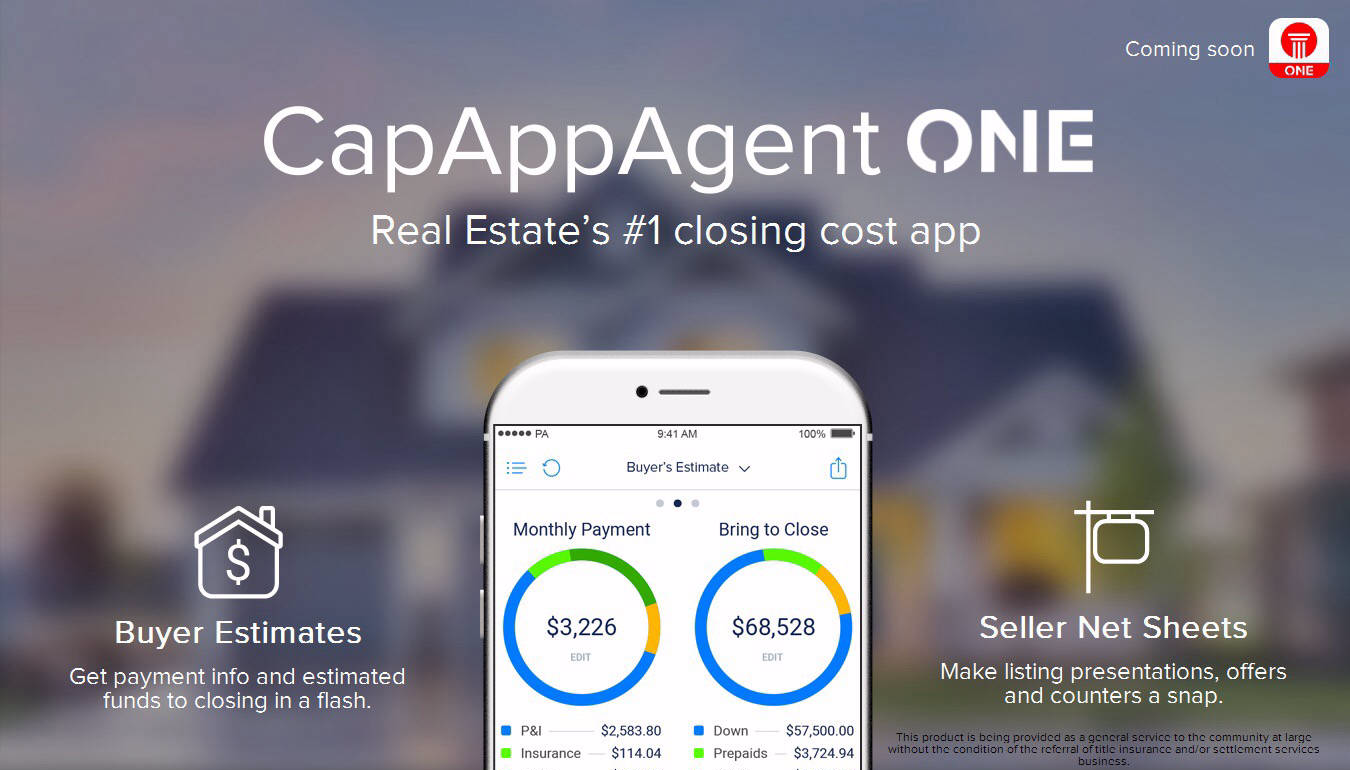 Coming soon
ONE
CapAppAgent ONE
Real Estate's #1 closing cost app
PA 9:41 AM 100%
Buyer's Estimate
Monthly Payment Bring to Close
$3,226 $68,528
EDIT EDIT
P&I $2,583.80 Down $57,500.00
Insurance $114.04 Prepaids $3,724.94
$
Buyer Estimates
Get payment info and estimated
funds to closing in a flash.
Seller Net Sheets
Make listing presentations, offers
and counters a snap.
This product is being provided as a general service to the community at large
without the condition of the referral of title insurance and/or settlement services
business.